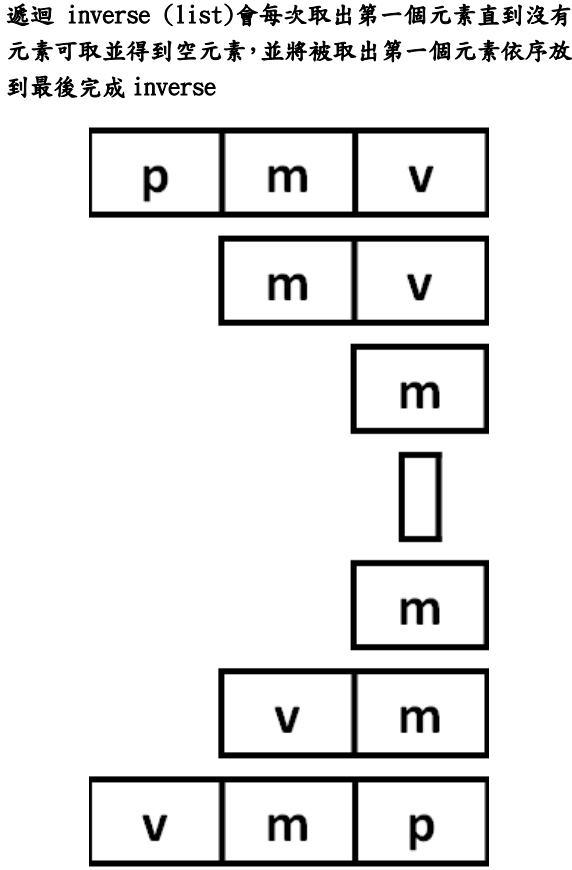 遞迴 inverse (list)會每次取出第一個元素直到沒有
元素可取並得到空元素，並將被取出第一個元素依序放
到最後完成 inverse
p m v
m v
m
m
v m
v m p